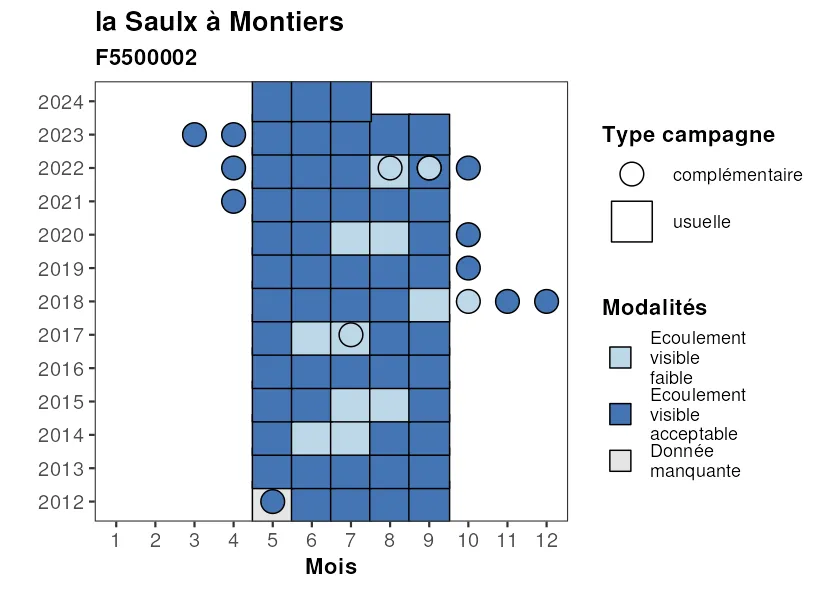 la Saulx à Montiers
F5500002
2024
2023
2022
2021
2020
2019
2018
2017
2016
2015
2014
2013
2012
1 2 3 4 5 6 7 8 9 10 11 12
Mois
Type campagne
complémentaire
usuelle
Modalités
Ecoulement
visible
faible
Ecoulement
visible
acceptable
Donnée
manquante